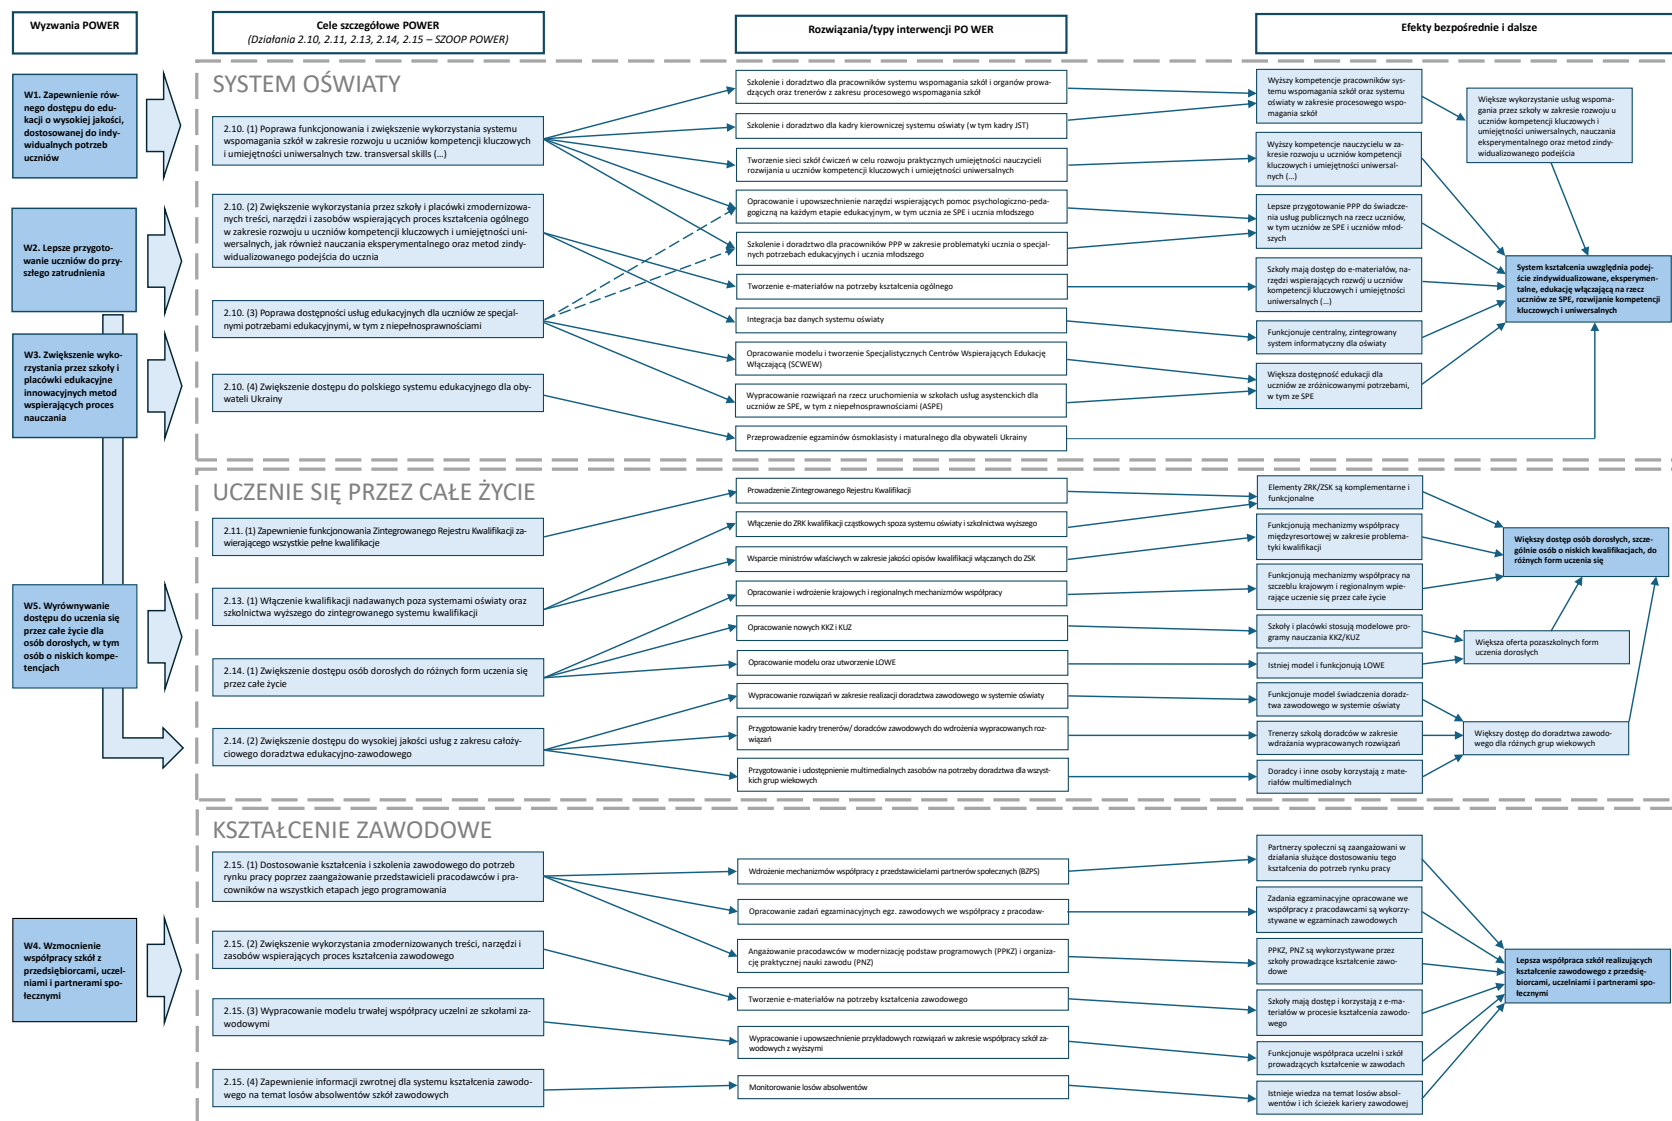 Wyzwania POWER
Cele szczegółowe POWER
(Działania 2.10, 2.11, 2.13, 2.14, 2.15 – SZOOP POWER)
Rozwiązania/typy interwencji PO WER
Efekty bezpośrednie i dalsze
W1. Zapewnienie rów-
nego dostępu do edu-
kacji o wysokiej jakości,
dostosowanej do indy-
widualnych potrzeb
uczniów
W2. Lepsze przygoto-
wanie uczniów do przy-
szłego zatrudnienia
W3. Zwiększenie wyko-
rzystania przez szkoły i
placówki edukacyjne
innowacyjnych metod
wspierających proces
nauczania
W5. Wyrównywanie
dostępu do uczenia się
przez całe życie dla
osób dorosłych, w tym
osób o niskich kompe-
tencjach
W4. Wzmocnienie
współpracy szkół z
przedsiębiorcami, uczel-
niami i partnerami spo-
łecznymi
SYSTEM OŚWIATY
2.10. (1) Poprawa funkcjonowania i zwiększenie wykorzystania systemu
wspomagania szkół w zakresie rozwoju u uczniów kompetencji kluczowych
i umiejętności uniwersalnych tzw. transversal skills (...)
2.10. (2) Zwiększenie wykorzystania przez szkoły i placówki zmodernizowa-
nych treści, narzędzi i zasobów wspierających proces kształcenia ogólnego
w zakresie rozwoju u uczniów kompetencji kluczowych i umiejętności uni-
wersalnych, jak również nauczania eksperymentalnego oraz metod zindy-
widualizowanego podejścia do ucznia
2.10. (3) Poprawa dostępności usług edukacyjnych dla uczniów ze specjal-
nymi potrzebami edukacyjnymi, w tym z niepełnosprawnościami
2.10. (4) Zwiększenie dostępu do polskiego systemu edukacyjnego dla oby-
wateli Ukrainy
Szkolenie i doradztwo dla pracowników systemu wspomagania szkół i organów prowa-
dzących oraz trenerów z zakresu procesowego wspomagania szkół
Szkolenie i doradztwo dla kadry kierowniczej systemu oświaty (w tym kadry JST)
Tworzenie sieci szkół ćwiczeń w celu rozwoju praktycznych umiejętności nauczycieli
rozwijania u uczniów kompetencji kluczowych i umiejętności uniwersalnych
Opracowanie i upowszechnienie narzędzi wspierających pomoc psychologiczno-peda-
gogiczną na każdym etapie edukacyjnym, w tym ucznia ze SPE i ucznia młodszego
Szkolenie i doradztwo dla pracowników PPP w zakresie problematyki ucznia o specjal-
nych potrzebach edukacyjnych i ucznia młodszego
Tworzenie e-materiałów na potrzeby kształcenia ogólnego
Integracja baz danych systemu oświaty
Opracowanie modelu i tworzenie Specjalistycznych Centrów Wspierających Edukację
Włączającą (SCWEW)
Wypracowanie rozwiązań na rzecz uruchomienia w szkołach usług asystenckich dla
uczniów ze SPE, w tym z niepełnosprawnościami (ASPE)
Przeprowadzenie egzaminów ósmoklasisty i maturalnego dla obywateli Ukrainy
Wyższy kompetencje pracowników sys-
temu wspomagania szkół oraz systemu
oświaty w zakresie procesowego wspo-
magania szkół
Wyższy kompetencje nauczycielu w za-
kresie rozwoju u uczniów kompetencji
kluczowych i umiejętności uniwersal-
nych (...)
Lepsze przygotowanie PPP do świadcze-
nia usług publicznych na rzecz uczniów,
w tym uczniów ze SPE i uczniów młod-
szych
Szkoły mają dostęp do e-materiałów, na-
rzędzi wspierających rozwój u uczniów
kompetencji kluczowych i umiejętności
uniwersalnych (...)
Funkcjonuje centralny, zintegrowany
system informatyczny dla oświaty
Większa dostępność edukacji dla
uczniów ze zróżnicowanymi potrzebami,
w tym ze SPE
Większe wykorzystanie usług wspoma-
gania przez szkoły w zakresie rozwoju u
uczniów kompetencji kluczowych i
umiejętności uniwersalnych, nauczania
eksperymentalnego oraz metod zindy-
widualizowanego podejścia
System kształcenia uwzględnia podej-
ście zindywidualizowane, eksperymen-
talne, edukację włączającą na rzecz
uczniów ze SPE, rozwijanie kompetencji
kluczowych i uniwersalnych
UCZENIE SIĘ PRZEZ CAŁE ŻYCIE
2.11. (1) Zapewnienie funkcjonowania Zintegrowanego Rejestru Kwalifikacji za-
wierającego wszystkie pełne kwalifikacje
2.13. (1) Włączenie kwalifikacji nadawanych poza systemami oświaty oraz
szkolnictwa wyższego do zintegrowanego systemu kwalifikacji
2.14. (1) Zwiększenie dostępu osób dorosłych do różnych form uczenia się
przez całe życie
2.14. (2) Zwiększenie dostępu do wysokiej jakości usług z zakresu całoży-
ciowego doradztwa edukacyjno-zawodowego
Prowadzenie Zintegrowanego Rejestru Kwalifikacji
Włączenie do ZRK kwalifikacji cząstkowych spoza systemu oświaty i szkolnictwa wyższego
Wsparcie ministrów właściwych w zakresie jakości opisów kwalifikacji włączanych do ZSK
Opracowanie i wdrożenie krajowych i regionalnych mechanizmów współpracy
Opracowanie nowych KKZ i KUZ
Opracowanie modelu oraz utworzenie LOWE
Wypracowanie rozwiązań w zakresie realizacji doradztwa zawodowego w systemie oświaty
Przygotowanie kadry trenerów/ doradców zawodowych do wdrożenia wypracowanych roz-
wiązań
Przygotowanie i udostępnienie multimedialnych zasobów na potrzeby doradztwa dla wszyst-
kich grup wiekowych
Elementy ZRK/ZSK są komplementarne i
funkcjonalne
Funkcjonują mechanizmy współpracy
międzyresortowej w zakresie problema-
tyki kwalifikacji
Funkcjonują mechanizmy współpracy na
szczeblu krajowym i regionalnym wpie-
rające uczenie się przez całe życie
Szkoły i placówki stosują modelowe pro-
gramy nauczania KKZ/KUZ
Istniej model i funkcjonują LOWE
Funkcjonuje model świadczenia doradz-
twa zawodowego w systemie oświaty
Trenerzy szkolą doradców w zakresie
wdrażania wypracowanych rozwiązań
Doradcy i inne osoby korzystają z mate-
riałów multimedialnych
Większy dostęp osób dorosłych, szcze-
gólnie osób o niskich kwalifikacjach, do
różnych form uczenia się
Większa oferta pozaszkolnych form
uczenia dorosłych
Większy dostęp do doradztwa zawodo-
wego dla różnych grup wiekowych
KSZTAŁCENIE ZAWODOWE
2.15. (1) Dostosowanie kształcenia i szkolenia zawodowego do potrzeb
rynku pracy poprzez zaangażowanie przedstawicieli pracodawców i pra-
cowników na wszystkich etapach jego programowania
2.15. (2) Zwiększenie wykorzystania zmodernizowanych treści, narzędzi i
zasobów wspierających proces kształcenia zawodowego
2.15. (3) Wypracowanie modelu trwałej współpracy uczelni ze szkołami za-
wodowymi
2.15. (4) Zapewnienie informacji zwrotnej dla systemu kształcenia zawodo-
wego na temat losów absolwentów szkół zawodowych
Wdrożenie mechanizmów współpracy z przedstawicielami partnerów społecznych (BZPS)
Opracowanie zadań egzaminacyjnych egz. zawodowych we współpracy z pracodaw-
Angażowanie pracodawców w modernizację podstaw programowych (PPKZ) i organiza-
cję praktycznej nauki zawodu (PNZ)
Tworzenie e-materiałów na potrzeby kształcenia zawodowego
Wypracowanie i upowszechnienie przykładowych rozwiązań w zakresie współpracy szkół za-
wodowych z wyższymi
Monitorowanie losów absolwentów
Partnerzy społeczni są zaangażowani w
działania służące dostosowaniu tego
kształcenia do potrzeb rynku pracy
Zadania egzaminacyjne opracowane we
współpracy z pracodawcami są wykorzy-
stywane w egzaminach zawodowych
PPKZ, PNZ są wykorzystywane przez
szkoły prowadzące kształcenie zawo-
dowe
Szkoły mają dostęp i korzystają z e-ma-
teriałów w procesie kształcenia zawodo-
wego
Funkcjonuje współpraca uczelni i szkół
prowadzących kształcenie w zawodach
Istnieje wiedza na temat losów absol-
wentów i ich ścieżek kariery zawodowej
Lepsza współpraca szkół realizujących
kształcenie zawodowego z przedsię-
biorcami, uczelniami i partnerami spo-
łecznymi